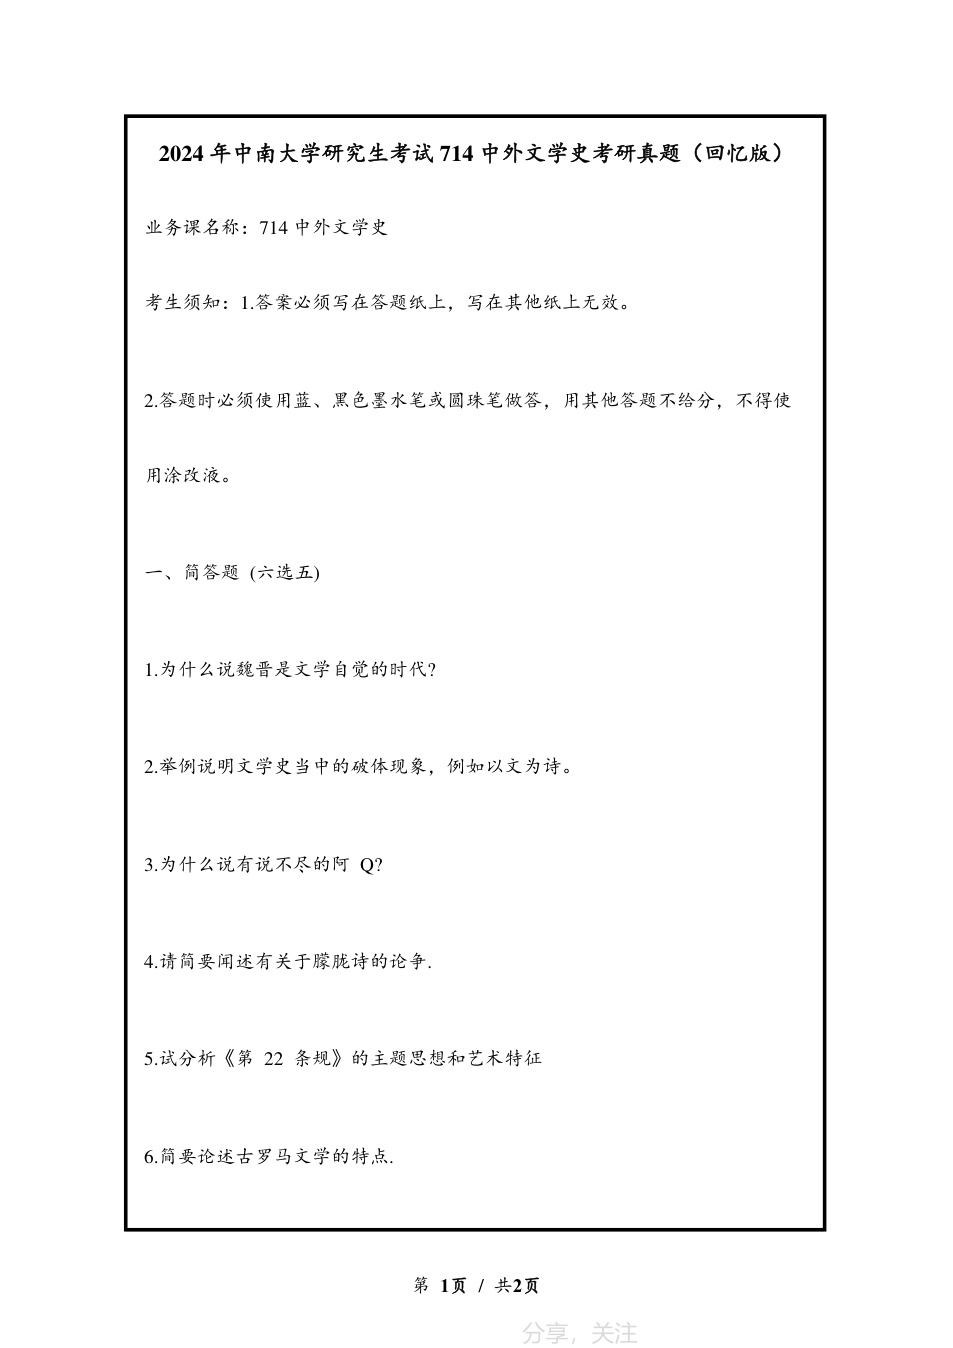 2024 年中南大学研究生考试 714 中外文学史考研真题（回忆版）
业务课名称：714 中外文学史
考生须知：1.答案必须写在答题纸上，写在其他纸上无效。
2.答题时必须使用蓝、黑色墨水笔或圆珠笔做答，用其他答题不给分，不得使
用涂改液。
一、简答题 (六选五)
1.为什么说魏晋是文学自觉的时代?
2.举例说明文学史当中的破体现象，例如以文为诗。
3.为什么说有说不尽的阿 Q?
4.请简要闻述有关于朦胧诗的论争.
5.试分析《第 22 条规》的主题思想和艺术特征
6.简要论述古罗马文学的特点.
第 1页 / 共2页
分享，关注